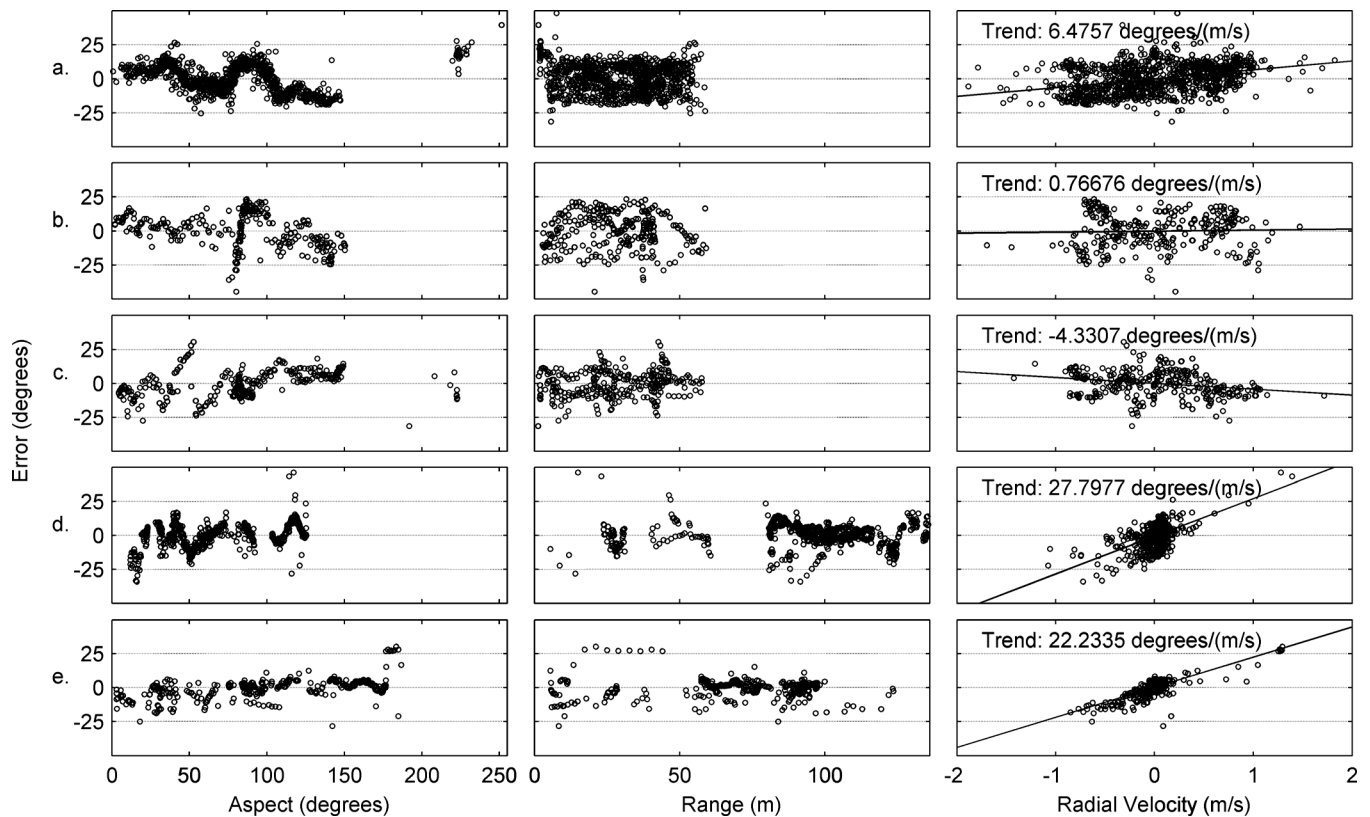 a.
25
0
-25
Trend: 6.4757 degrees/(m/s)
b.
25
0
-25
Trend: 0.76676 degrees/(m/s)
Error (degrees)
c.
25
0
-25
Trend: -4.3307 degrees/(m/s)
d.
25
0
-25
Trend: 27.7977 degrees/(m/s)
e.
25
0
-25
Trend: 22.2335 degrees/(m/s)
0 50 100 150 200 250
0 50 100
-2 -1 0 1 2
Aspect (degrees)
Range (m)
Radial Velocity (m/s)